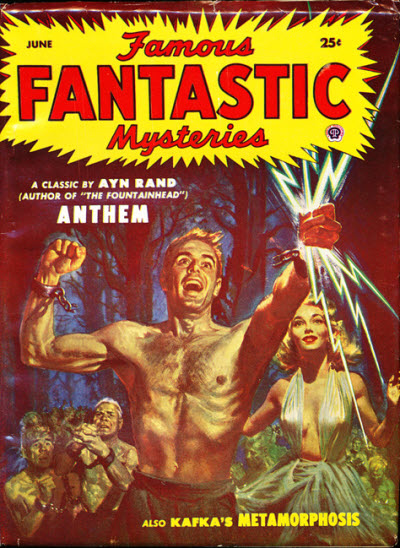 JUNE
25¢
Famous
FANTASTIC
Mysteries
A CLASSIC BY AYN RAND
(AUTHOR OF "THE FOUNTAINHEAD")
ANTHEM
ALSO KAFKA'S METAMORPHOSIS